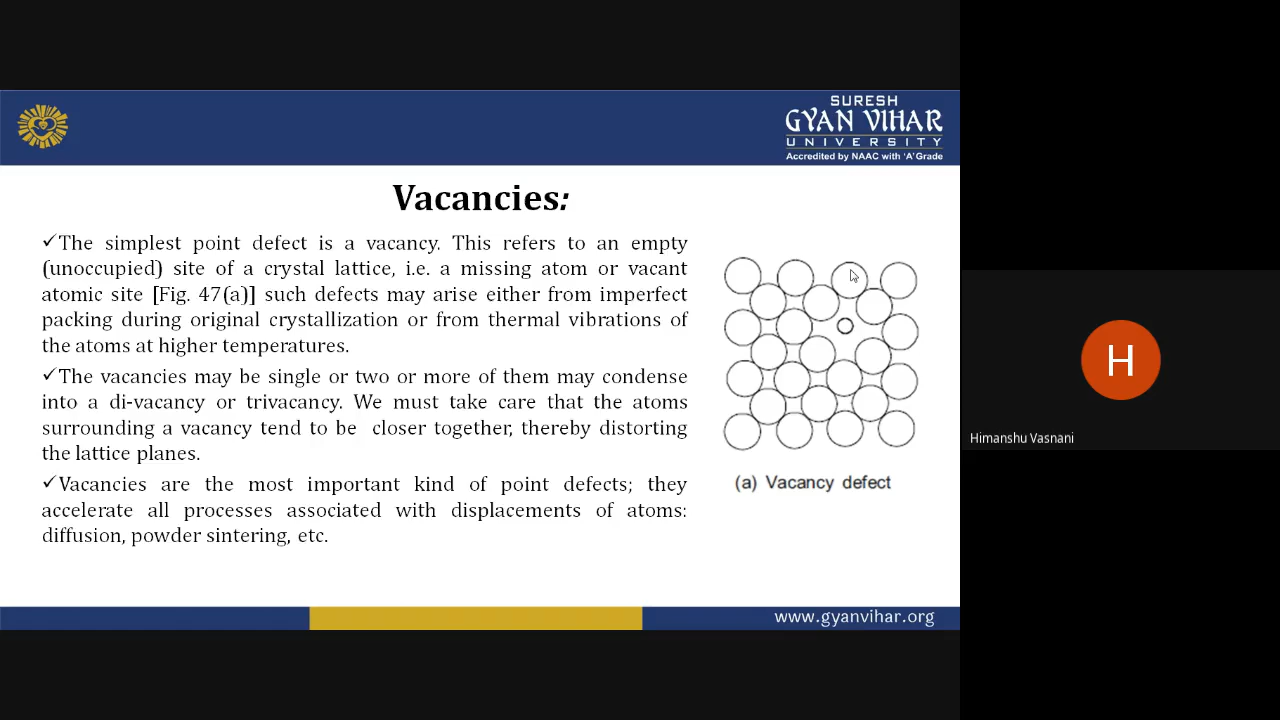 SURESH
GYAN VIHAR
UNIVERSITY
Accredited by NAAC with 'A' Grade
Vacancies:
✓The simplest point defect is a vacancy. This refers to an empty
(unoccupied) site of a crystal lattice, i.e. a missing atom or vacant
atomic site [Fig. 47(a)] such defects may arise either from imperfect
packing during original crystallization or from thermal vibrations of
the atoms at higher temperatures.
✓The vacancies may be single or two or more of them may condense
into a di-vacancy or trivacancy. We must take care that the atoms
surrounding a vacancy tend to be closer together, thereby distorting
the lattice planes.
✓Vacancies are the most important kind of point defects; they
accelerate all processes associated with displacements of atoms:
diffusion, powder sintering, etc.
(a) Vacancy defect
www.gyanvihar.org
H
Himanshu Vasnani